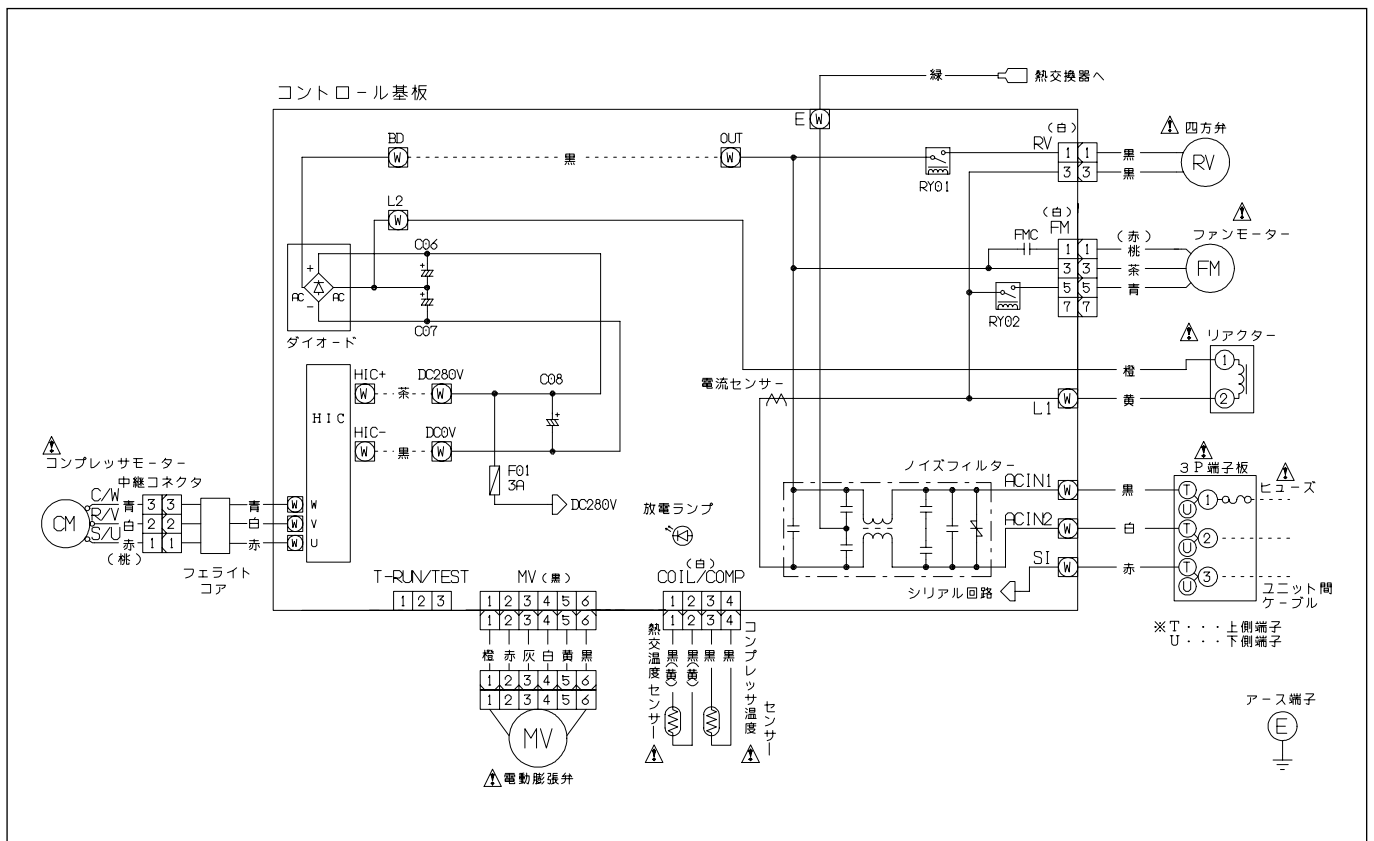 緑
熱交換器へ
コントロール基板
E
W
BD
W
黒
OUT
W
RY01
(白)
RV
1 1
3 3
黒
黒
四方弁
RV
L2
W
(白)
FM
FMC
1 1
3 3
5 5
7 7
(赤)
桃
茶
青
ファンモーター
FM
RY02
C06
C07
+
AC AC
-
ダイオード
リアクター
1
2
橙
黄
電流センサー
L1
W
HIC
HIC+
W
茶
DC280V
W
C08
HIC-
W
黒
DC0V
W
F01
3A
DC280V
コンプレッサモーター
中継コネクタ
CM
C/W
R/V
S/U
青
白
赤
(桃)
3 3
2 2
1 1
フェライト
コア
青
白
赤
W
W
W
W
V
U
放電ランプ
ノイズフィルター
ACIN1
W
黒
ACIN2
W
白
SI
W
赤
シリアル回路
3P端子板
T
U
1
T
U
2
T
U
3
ヒューズ
ユニット間
ケーブル
※T・・・上側端子
U・・・下側端子
T-RUN/TEST
1 2 3
MV(黒)
1 2 3 4 5 6
1 2 3 4 5 6
橙 赤 灰 白 黄 黒
1 2 3 4 5 6
1 2 3 4 5 6
MV
電動膨張弁
(白)
COIL/COMP
1 2 3 4
1 2 3 4
黒(黄)
黒(黄)
黒
黒
熱交温度センサー
コンプレッサ温度
センサー
アース端子
E